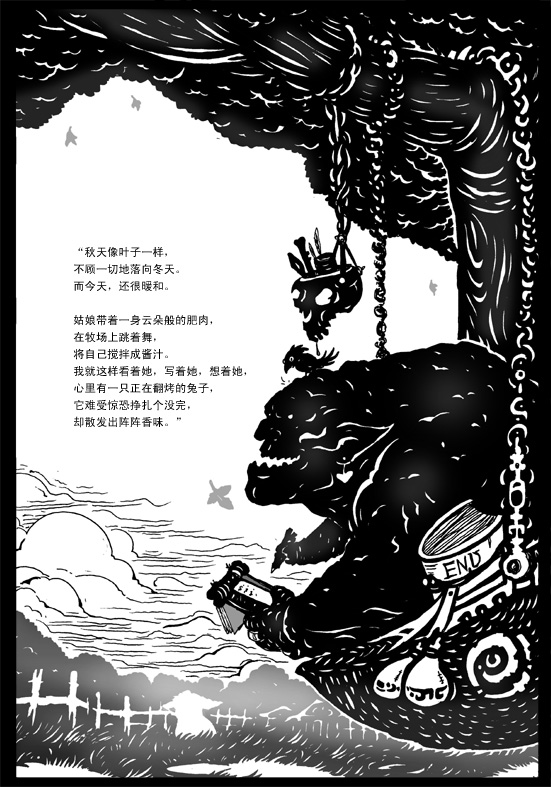 “秋天像叶子一样，
不顾一切地落向冬天。
而今天，还很暖和。
姑娘带着一身云朵般的肥肉，
在牧场上跳着舞，
将自己搅拌成酱汁。
我就这样看着她，写着她，想着她，
心里有一只正在翻烤的兔子，
它难受惊恐挣扎个没完，
却散发出阵阵香味。”
END